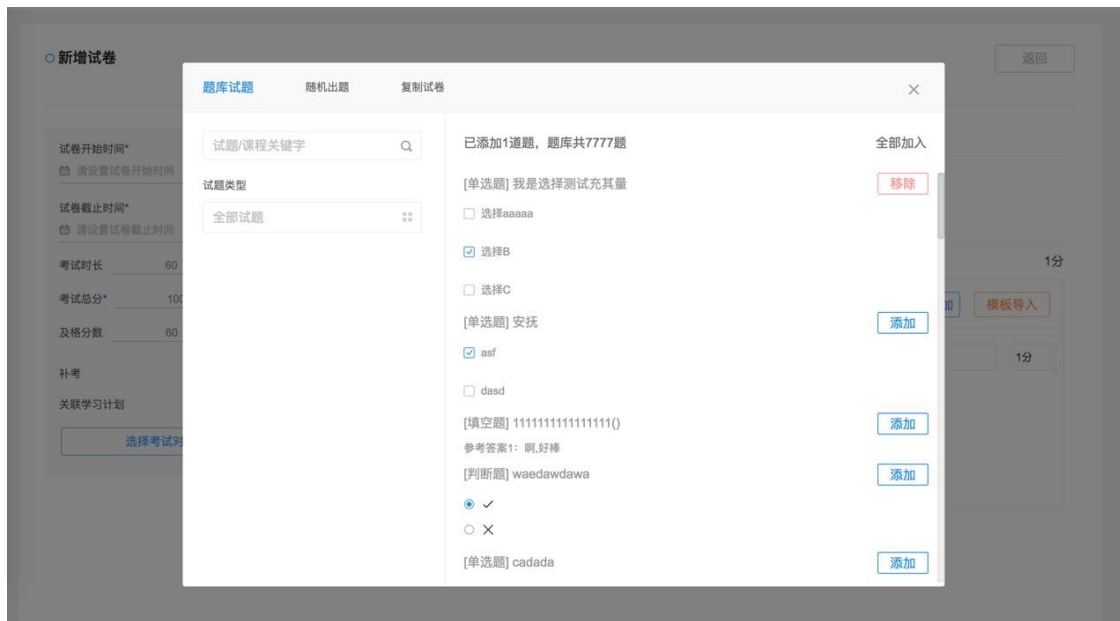 新增试卷
返回
题库试题 随机出题 复制试卷
试题/课程关键字
试题类型
全部试题
已添加1道题，题库共7777题 全部加入
[单选题] 我是选择测试充其量 移除
选择aaaaa
选择B
选择C
[单选题] 安抚 添加
asf
dasd
[填空题] 1111111111111111() 添加
参考答案1：啊,好棒
[判断题] waedawdawa 添加
[单选题] cadada 添加
试卷开始时间*
请设置试卷开始时间
试卷截止时间*
请设置试卷截止时间
考试时长 60
考试总分* 100
及格分数 60
补考
关联学习计划
选择考试对
1分
加 模板导入
1分